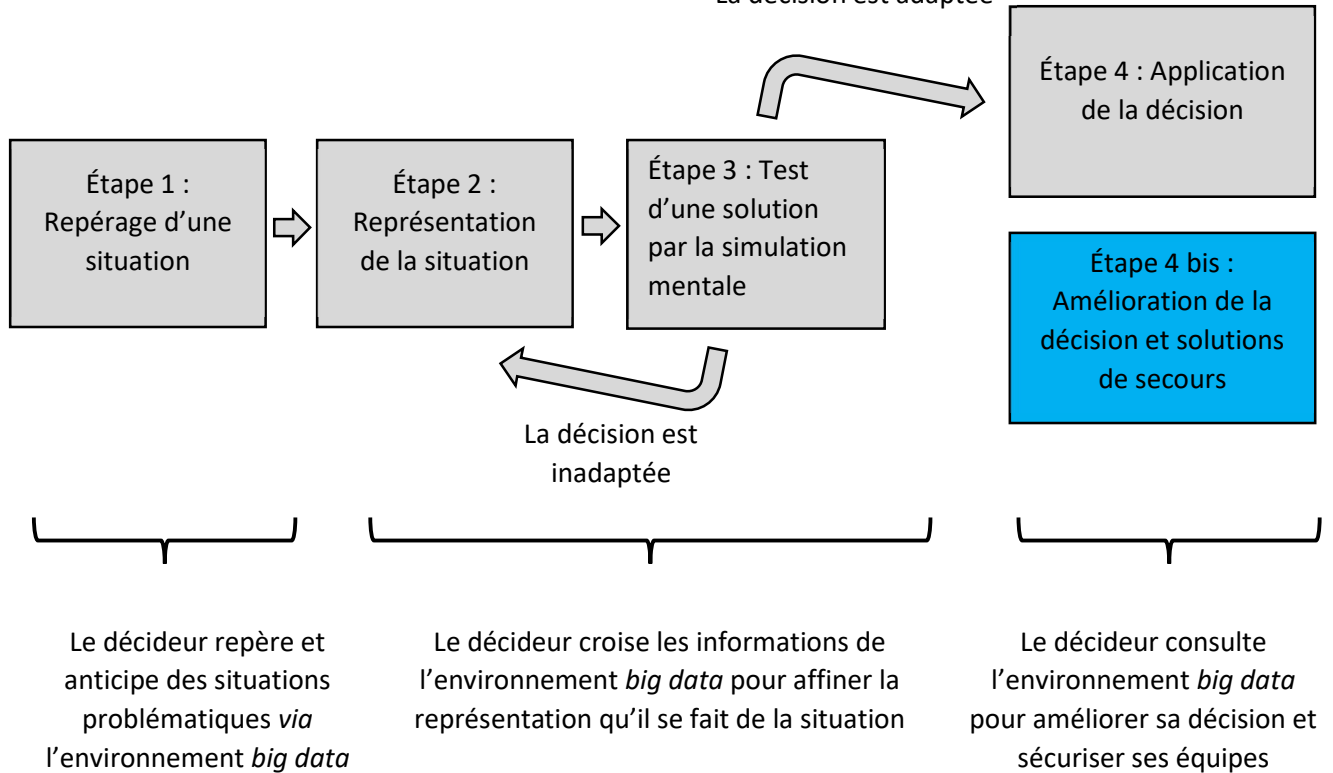 La décision est adaptée
Étape 4 : Application
de la décision
Étape 1 :
Repérage d'une
situation
Étape 2 :
Représentation
de la situation
Étape 3 : Test
d'une solution
par la simulation
mentale
Étape 4 bis :
Amélioration de la
décision et solutions
de secours
La décision est
inadaptée
Le décideur repère et
anticipe des situations
problématiques via
l'environnement big data
Le décideur croise les informations de
l'environnement big data pour affiner la
représentation qu'il se fait de la situation
Le décideur consulte
l'environnement big data
pour améliorer sa décision et
sécuriser ses équipes